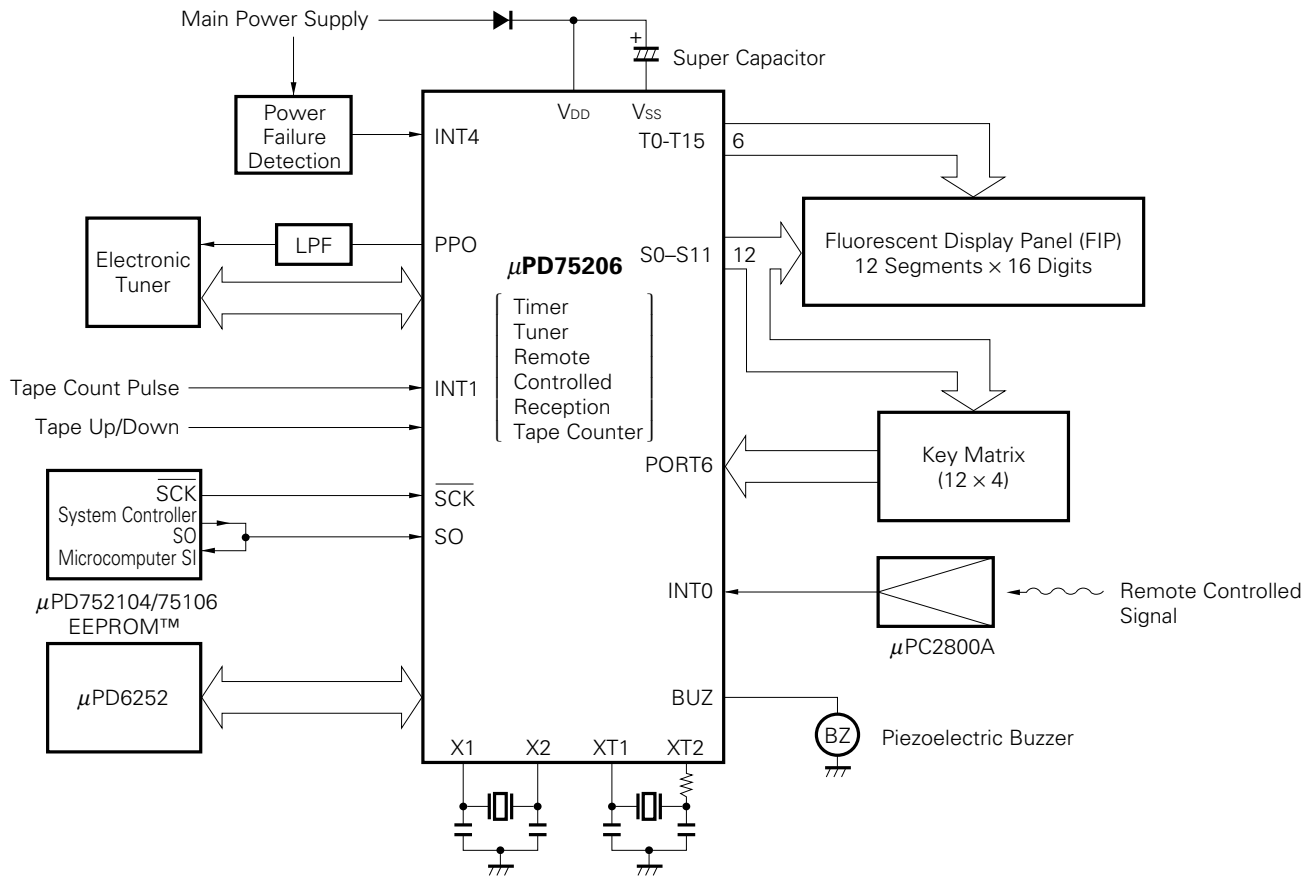 Main Power Supply
+
Super Capacitor
Power
Failure
Detection
VDD
VSS
INT4
T0-T15
6
Electronic
Tuner
LPF
PPO
S0–S11
12
Fluorescent Display Panel (FIP)
12 Segments × 16 Digits
μPD75206
Timer
Tuner
Remote
Controlled
Reception
Tape Counter
Tape Count Pulse
INT1
Tape Up/Down
PORT6
Key Matrix
(12 × 4)
SCK
System Controller
SO
Microcomputer SI
SCK
SO
μPD752104/75106
EEPROM™
μPD6252
INT0
μPC2800A
Remote Controlled
Signal
BUZ
BZ
Piezoelectric Buzzer
X1
X2
XT1
XT2